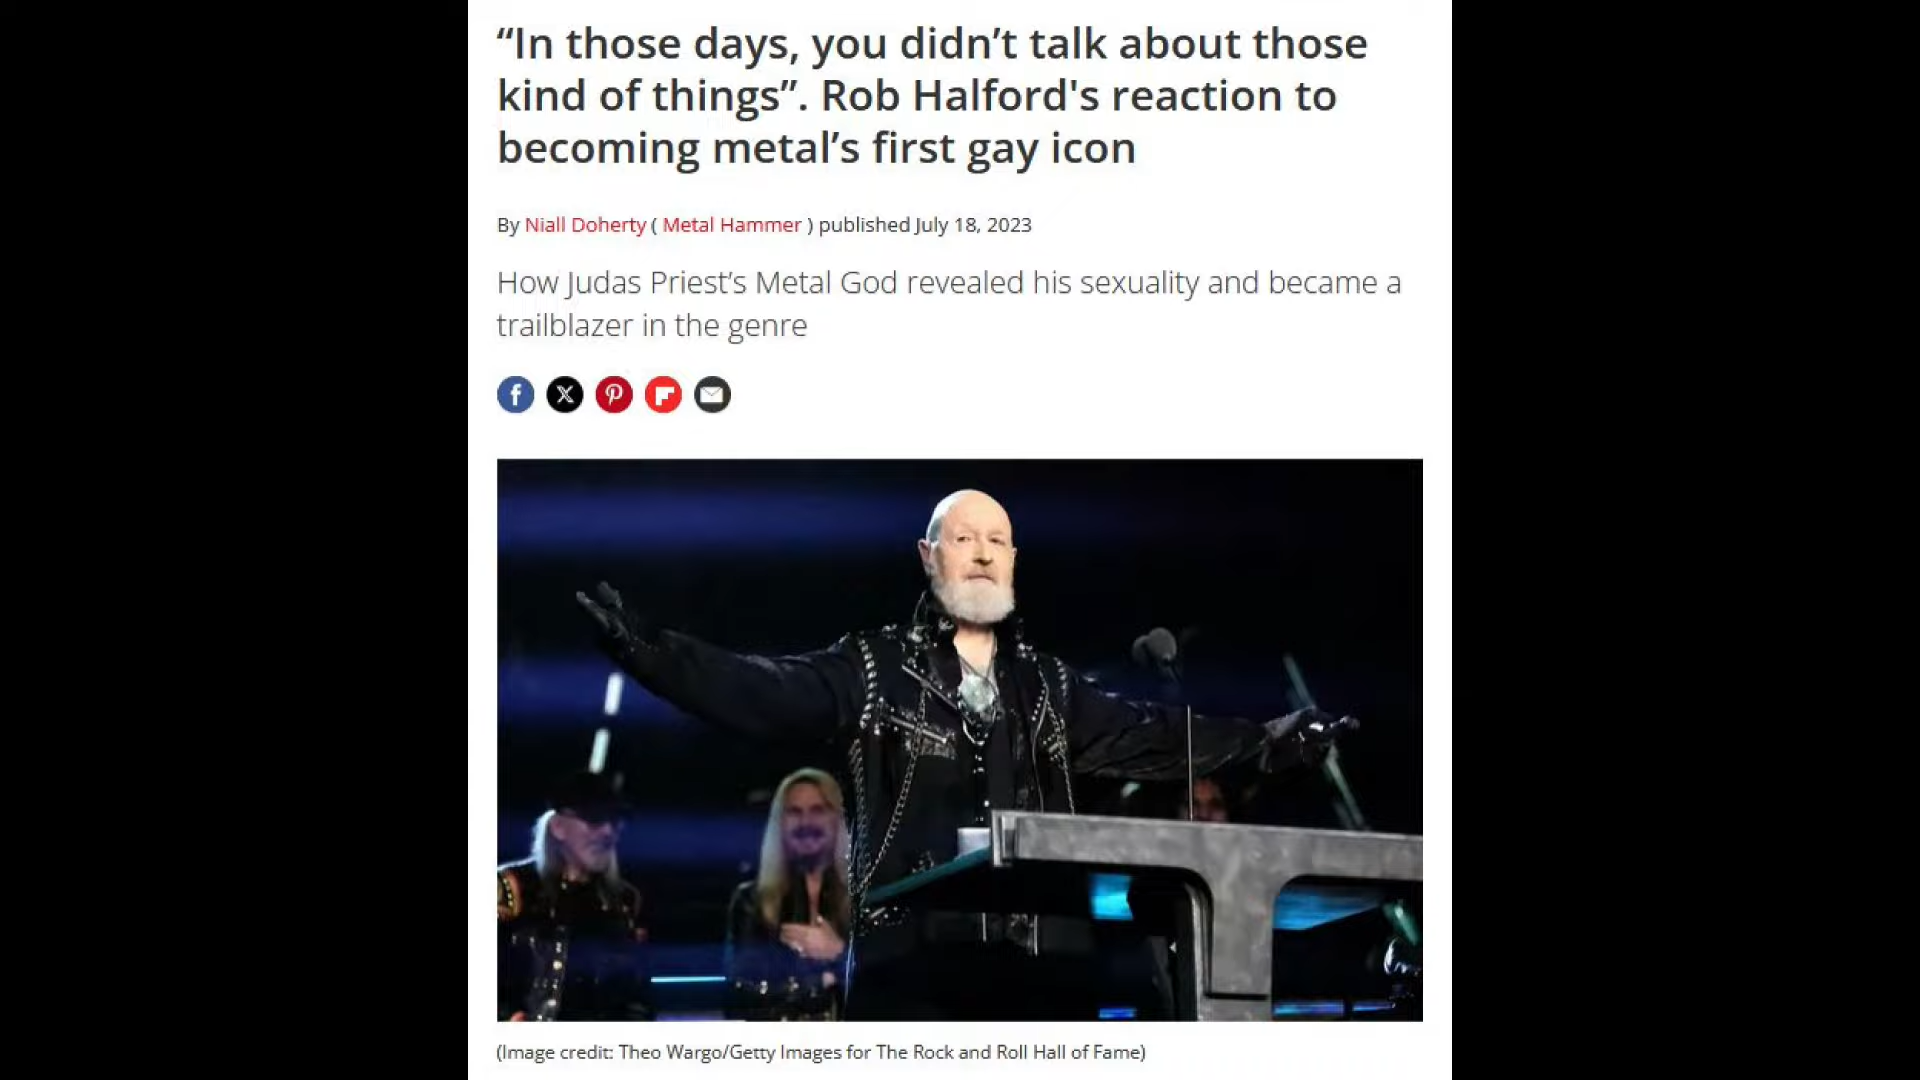 “In those days, you didn’t talk about those
kind of things”. Rob Halford's reaction to
becoming metal’s first gay icon
By Niall Doherty ( Metal Hammer ) published July 18, 2023
How Judas Priest’s Metal God revealed his sexuality and became a
trailblazer in the genre
(Image credit: Theo Wargo/Getty Images for The Rock and Roll Hall of Fame)